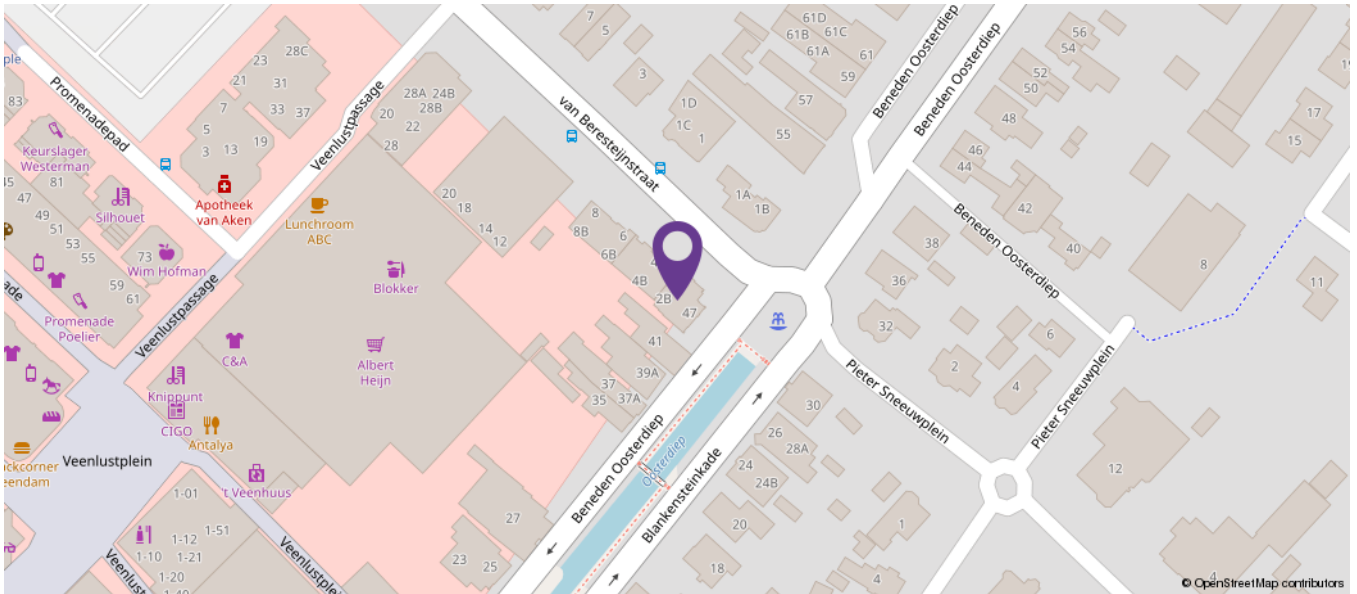 7
5
61D
61B
61C
61A
61
59
Beneden Oosterdiep
Beneden Oosterdiep
56
54
52
50
48
46
44
42
40
38
36
32
17
15
8
11
ple
83
Promenadepad
Keurslager
Westerman
45
47
81
49
51
53
55
Silhouet
73
Wim Hofman
59
61
Promenade
Poelier
ade
23
28C
21
31
7
33
37
5
3
13
19
Apotheek
van Aken
Veenlustpassage
Veenlustpassage
28A
24B
28B
20
22
28
Lunchroom
ABC
20
18
14
12
Blokker
C&A
Albert
Heijn
Knippunt
CIGO
Antalya
't Veenhuus
Veenlustplein
3
1D
1C
1
57
55
van Beresteijnstraat
1A
1B
8
8B
6
6B
4B
2B
47
41
39A
37
37A
35
Beneden Oosterdiep
Oosterdiep
Blankensteinkade
Beneden Oosterdiep
6
2
4
Pieter Sneeuwplein
Pieter Sneeuwplein
30
26
28A
24
24B
20
18
1
4
12
4
27
23
25
1-01
1-51
1-12
1-10
1-21
1-20
© OpenStreetMap contributors